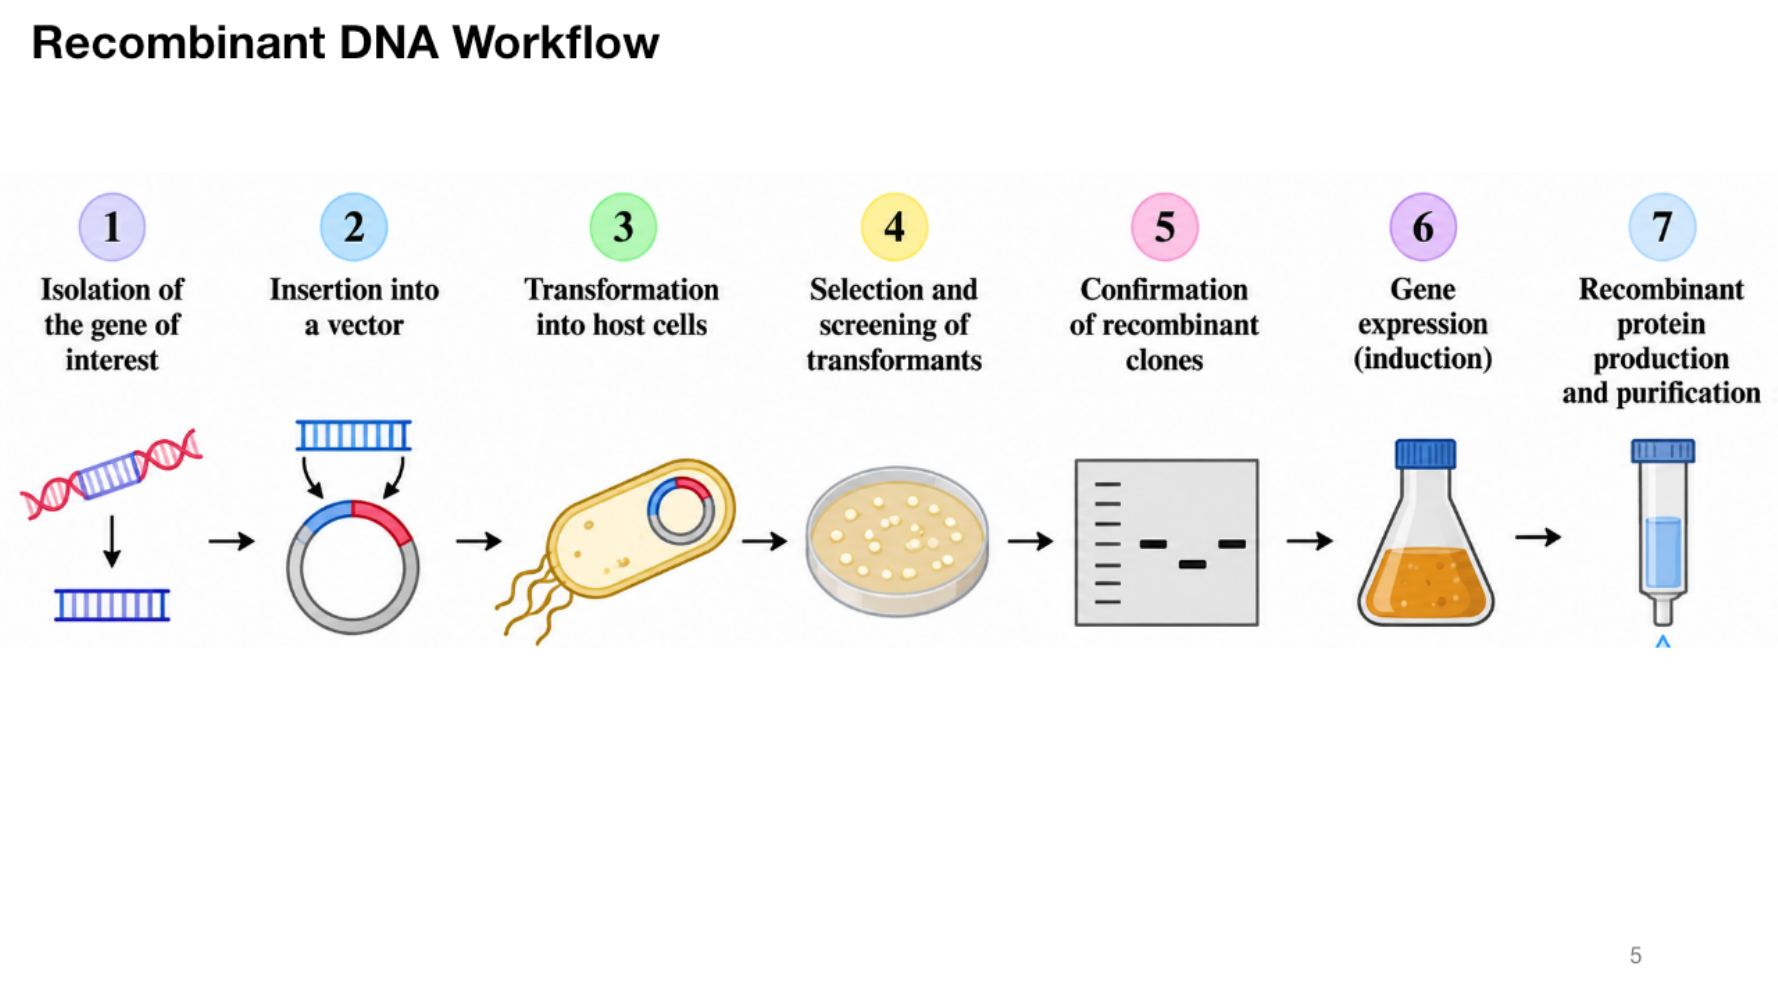 Recombinant DNA Workflow
1
Isolation of
the gene of
interest
2
Insertion into
a vector
3
Transformation
into host cells
4
Selection and
screening of
transformants
5
Confirmation
of recombinant
clones
6
Gene
expression
(induction)
7
Recombinant
protein
production
and purification
5